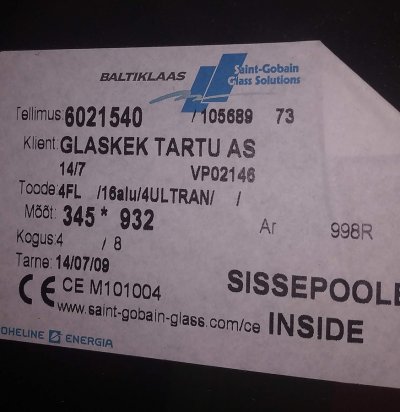 BALTIKLAAS Saint-Gobain
Glass Solutions
Tellimus: 6021540 / 105689 73
Klient: GLASKEK TARTU AS
14/7 VP02146
Toode: 4FL /16alu/4ULTRAN/ /
Mõõt: 345 * 932 Ar 998R
Kogus: 4 / 8
Tarne: 14/07/09 SISSEPOOLE
CE CE M101004
www.saint-gobain-glass.com/ce INSIDE
OHELINE ENERGIA